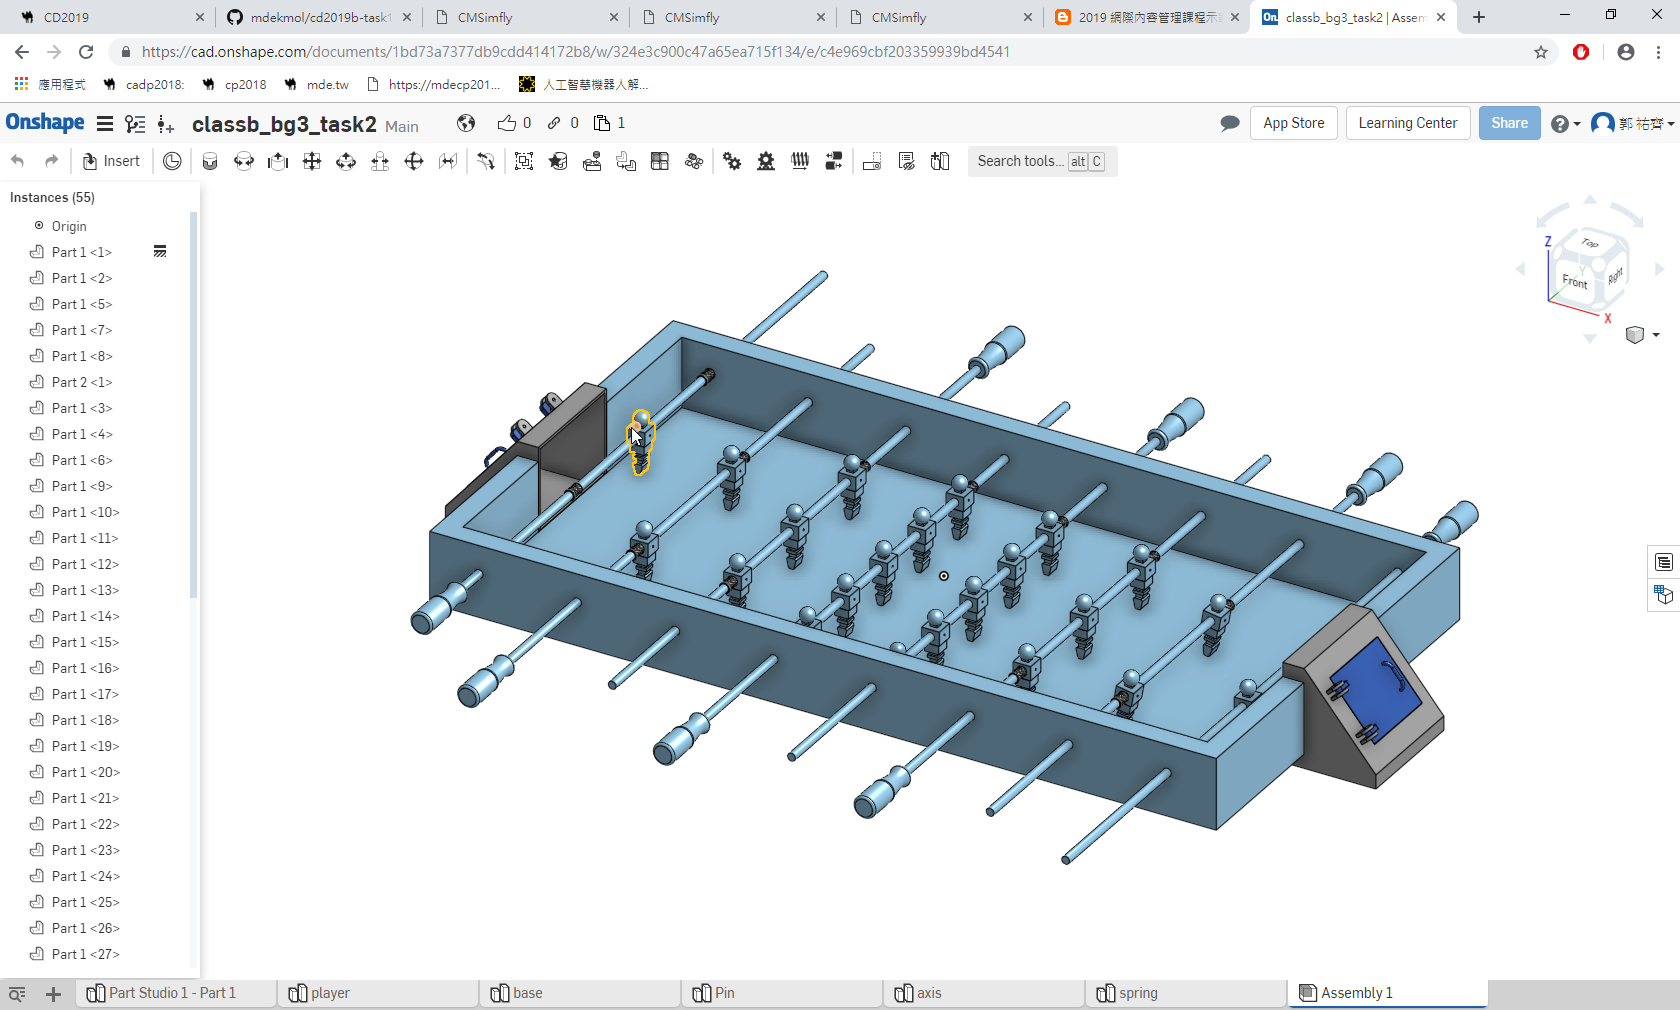 CD2019
mdekmol/cd2019b-task1
CMSimfly
CMSimfly
CMSimfly
2019 網際內容管理課程示
classb_bg3_task2 | Assem
https://cad.onshape.com/documents/1bd73a7377db9cdd414172b8/w/324e3c900c47a65ea715f134/e/c4e969cbf203359939bd4541
應用程式
cadp2018:
cp2018
mde.tw
https://mdecp201...
人工智慧機器人解...
Onshape
classb_bg3_task2 Main
0
0
1
App Store
Learning Center
Share
郭 祐齊
Insert
Search tools... alt C
Instances (55)
Origin
Part 1 <1>
Part 1 <2>
Part 1 <5>
Part 1 <7>
Part 1 <8>
Part 2 <1>
Part 1 <3>
Part 1 <4>
Part 1 <6>
Part 1 <9>
Part 1 <10>
Part 1 <11>
Part 1 <12>
Part 1 <13>
Part 1 <14>
Part 1 <15>
Part 1 <16>
Part 1 <17>
Part 1 <18>
Part 1 <19>
Part 1 <20>
Part 1 <21>
Part 1 <22>
Part 1 <23>
Part 1 <24>
Part 1 <25>
Part 1 <26>
Part 1 <27>
Z
Top
Y
Front
Right
X
Part Studio 1 - Part 1
player
base
Pin
axis
spring
Assembly 1